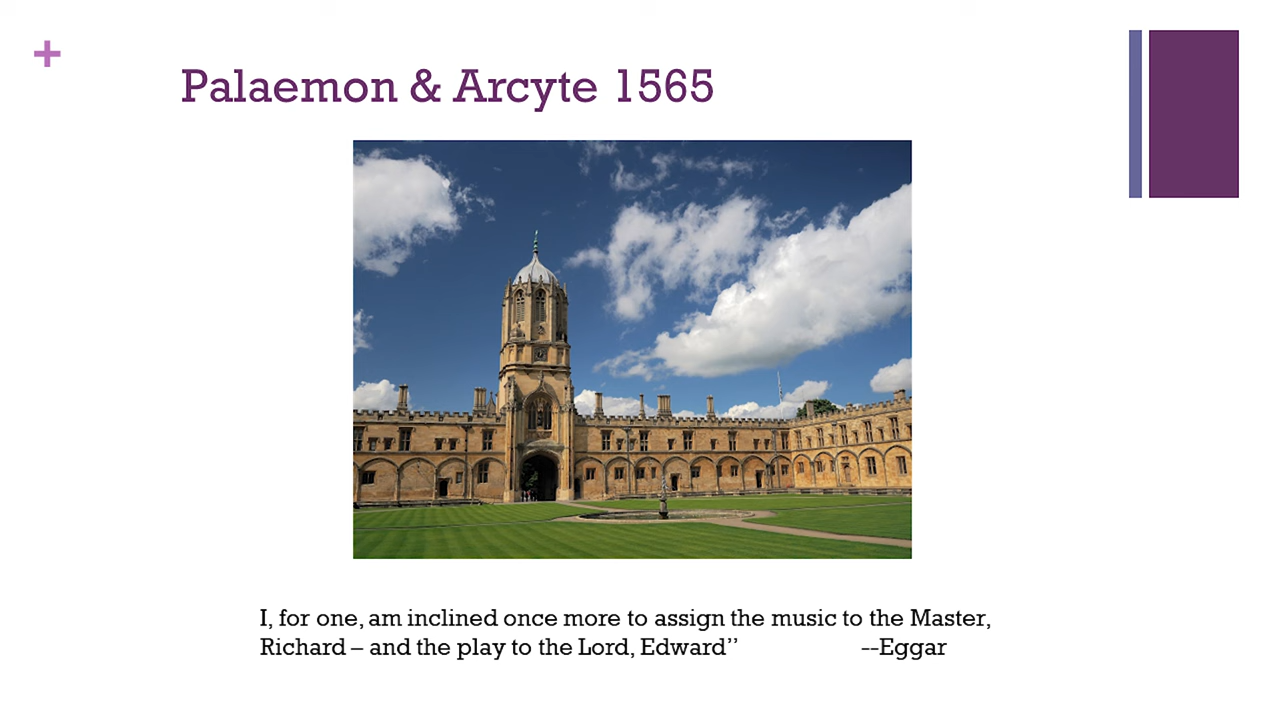 +
Palaemon & Arcyte 1565
I, for one, am inclined once more to assign the music to the Master,
Richard – and the play to the Lord, Edward” --Eggar